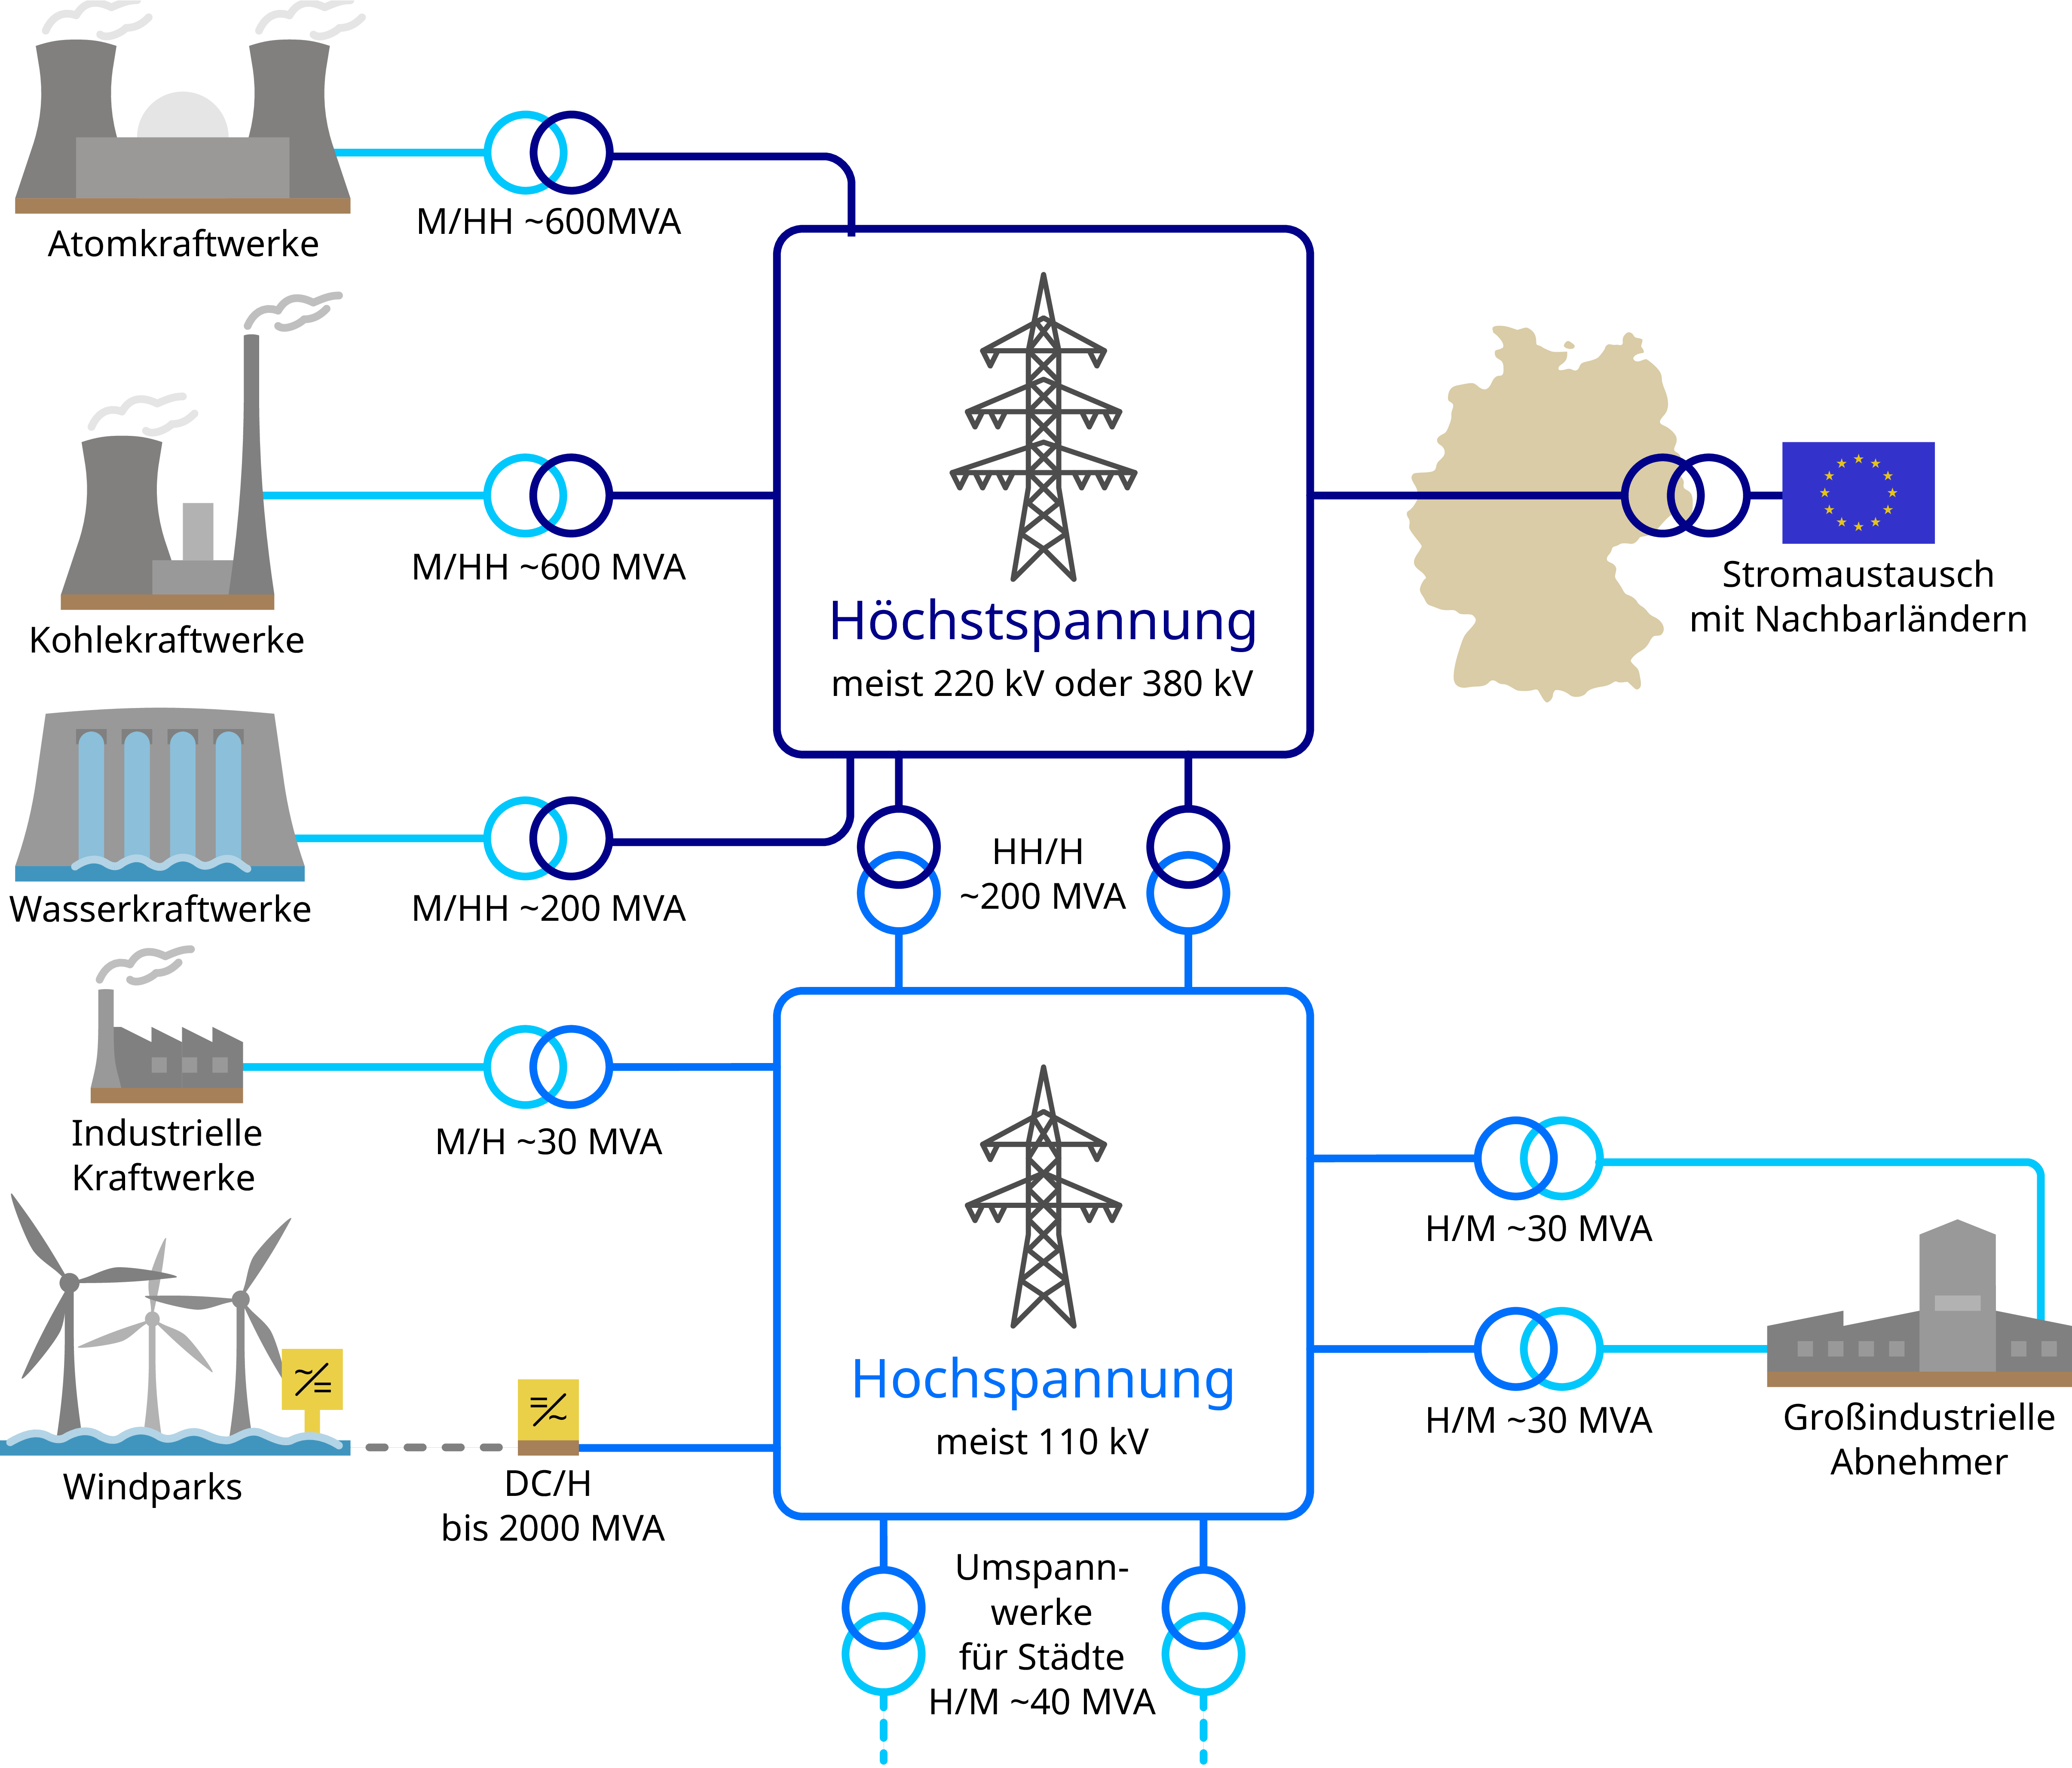 Atomkraftwerke
M/HH ~600MVA
Kohlekraftwerke
M/HH ~600 MVA
Höchstspannung
meist 220 kV oder 380 kV
Stromaustausch
mit Nachbarländern
Wasserkraftwerke
M/HH ~200 MVA
HH/H
~200 MVA
Industrielle
Kraftwerke
M/H ~30 MVA
H/M ~30 MVA
Windparks
~/=
=/~
DC/H
bis 2000 MVA
Hochspannung
meist 110 kV
H/M ~30 MVA
Großindustrielle
Abnehmer
Umspann-
werke
für Städte
H/M ~40 MVA